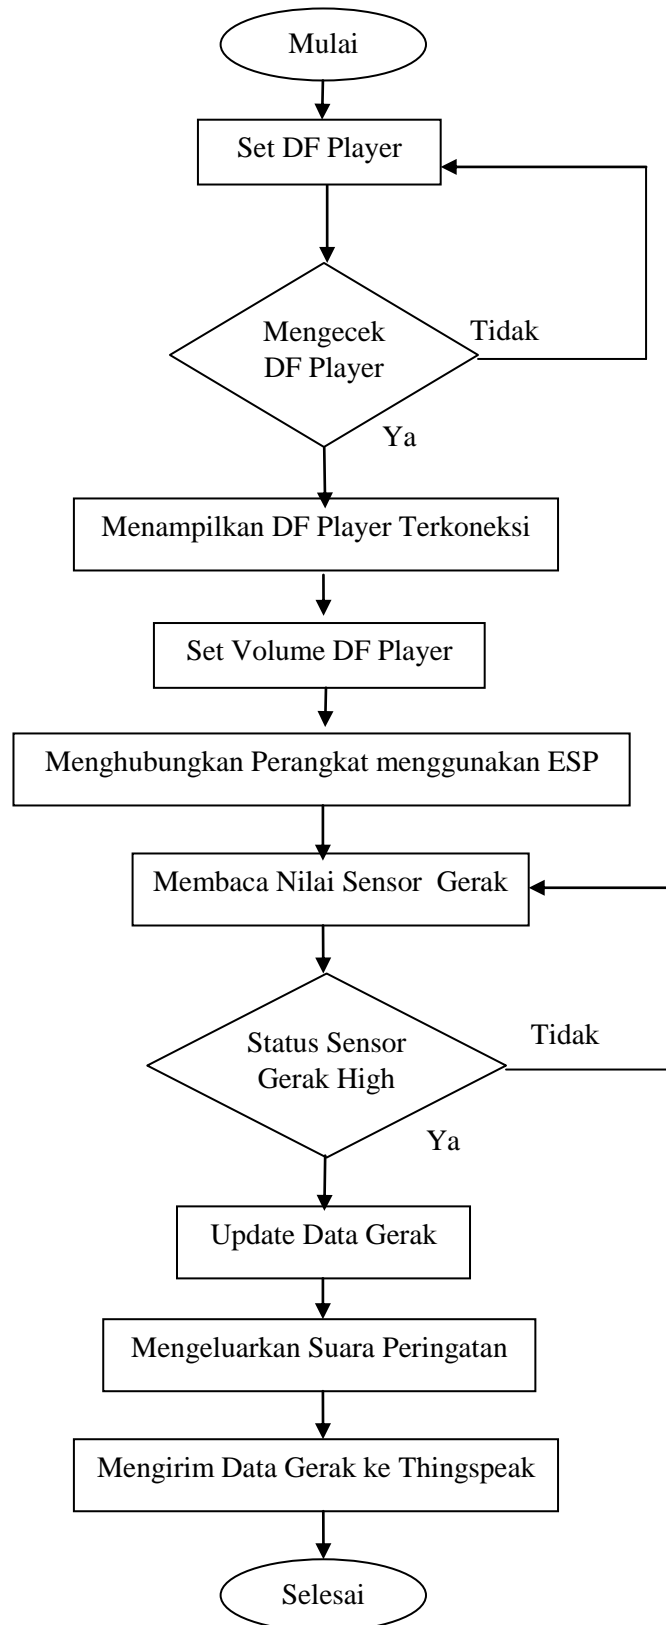 Mulai
Set DF Player
Mengecek
DF Player
Tidak
Ya
Menampilkan DF Player Terkoneksi
Set Volume DF Player
Menghubungkan Perangkat menggunakan ESP
Membaca Nilai Sensor  Gerak
Status Sensor
Gerak High
Tidak
Ya
Update Data Gerak
Mengeluarkan Suara Peringatan
Mengirim Data Gerak ke Thingspeak
Selesai